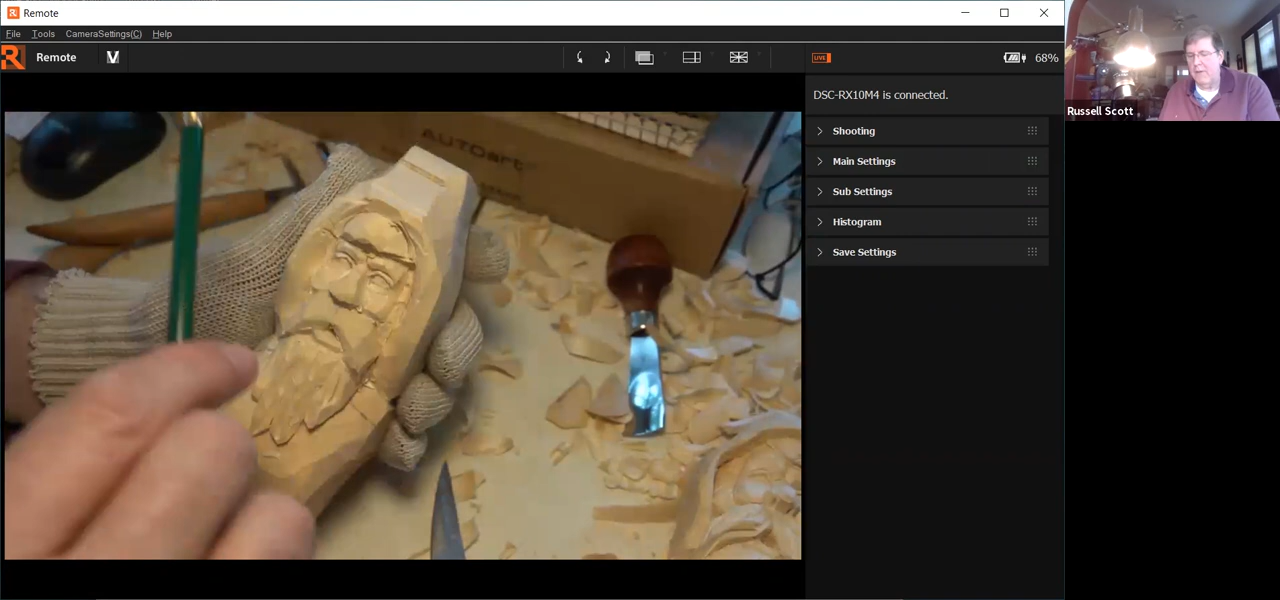 Remote
File Tools CameraSettings(C) Help
Remote
LIVE
68%
DSC-RX10M4 is connected.
Shooting
Main Settings
Sub Settings
Histogram
Save Settings
AUTOart
Russell Scott